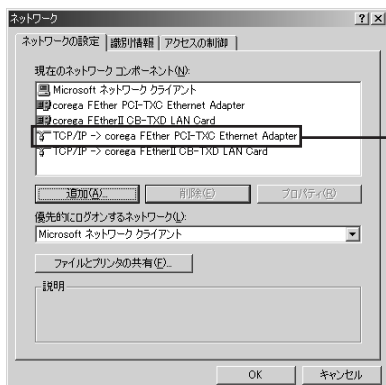 ネットワーク
ネットワークの設定 識別情報 アクセスの制御
現在のネットワーク コンポーネント(N):
Microsoft ネットワーク クライアント
corega FEther PCI-TXC Ethernet Adapter
corega FEtherII CB-TXD LAN Card
TCP/IP -> corega FEther PCI-TXC Ethernet Adapter
TCP/IP -> corega FEtherII CB-TXD LAN Card
追加(A)... 削除(E) プロパティ(R)
優先的にログオンするネットワーク(L):
Microsoft ネットワーク クライアント
ファイルとプリンタの共有(F)...
説明
OK キャンセル